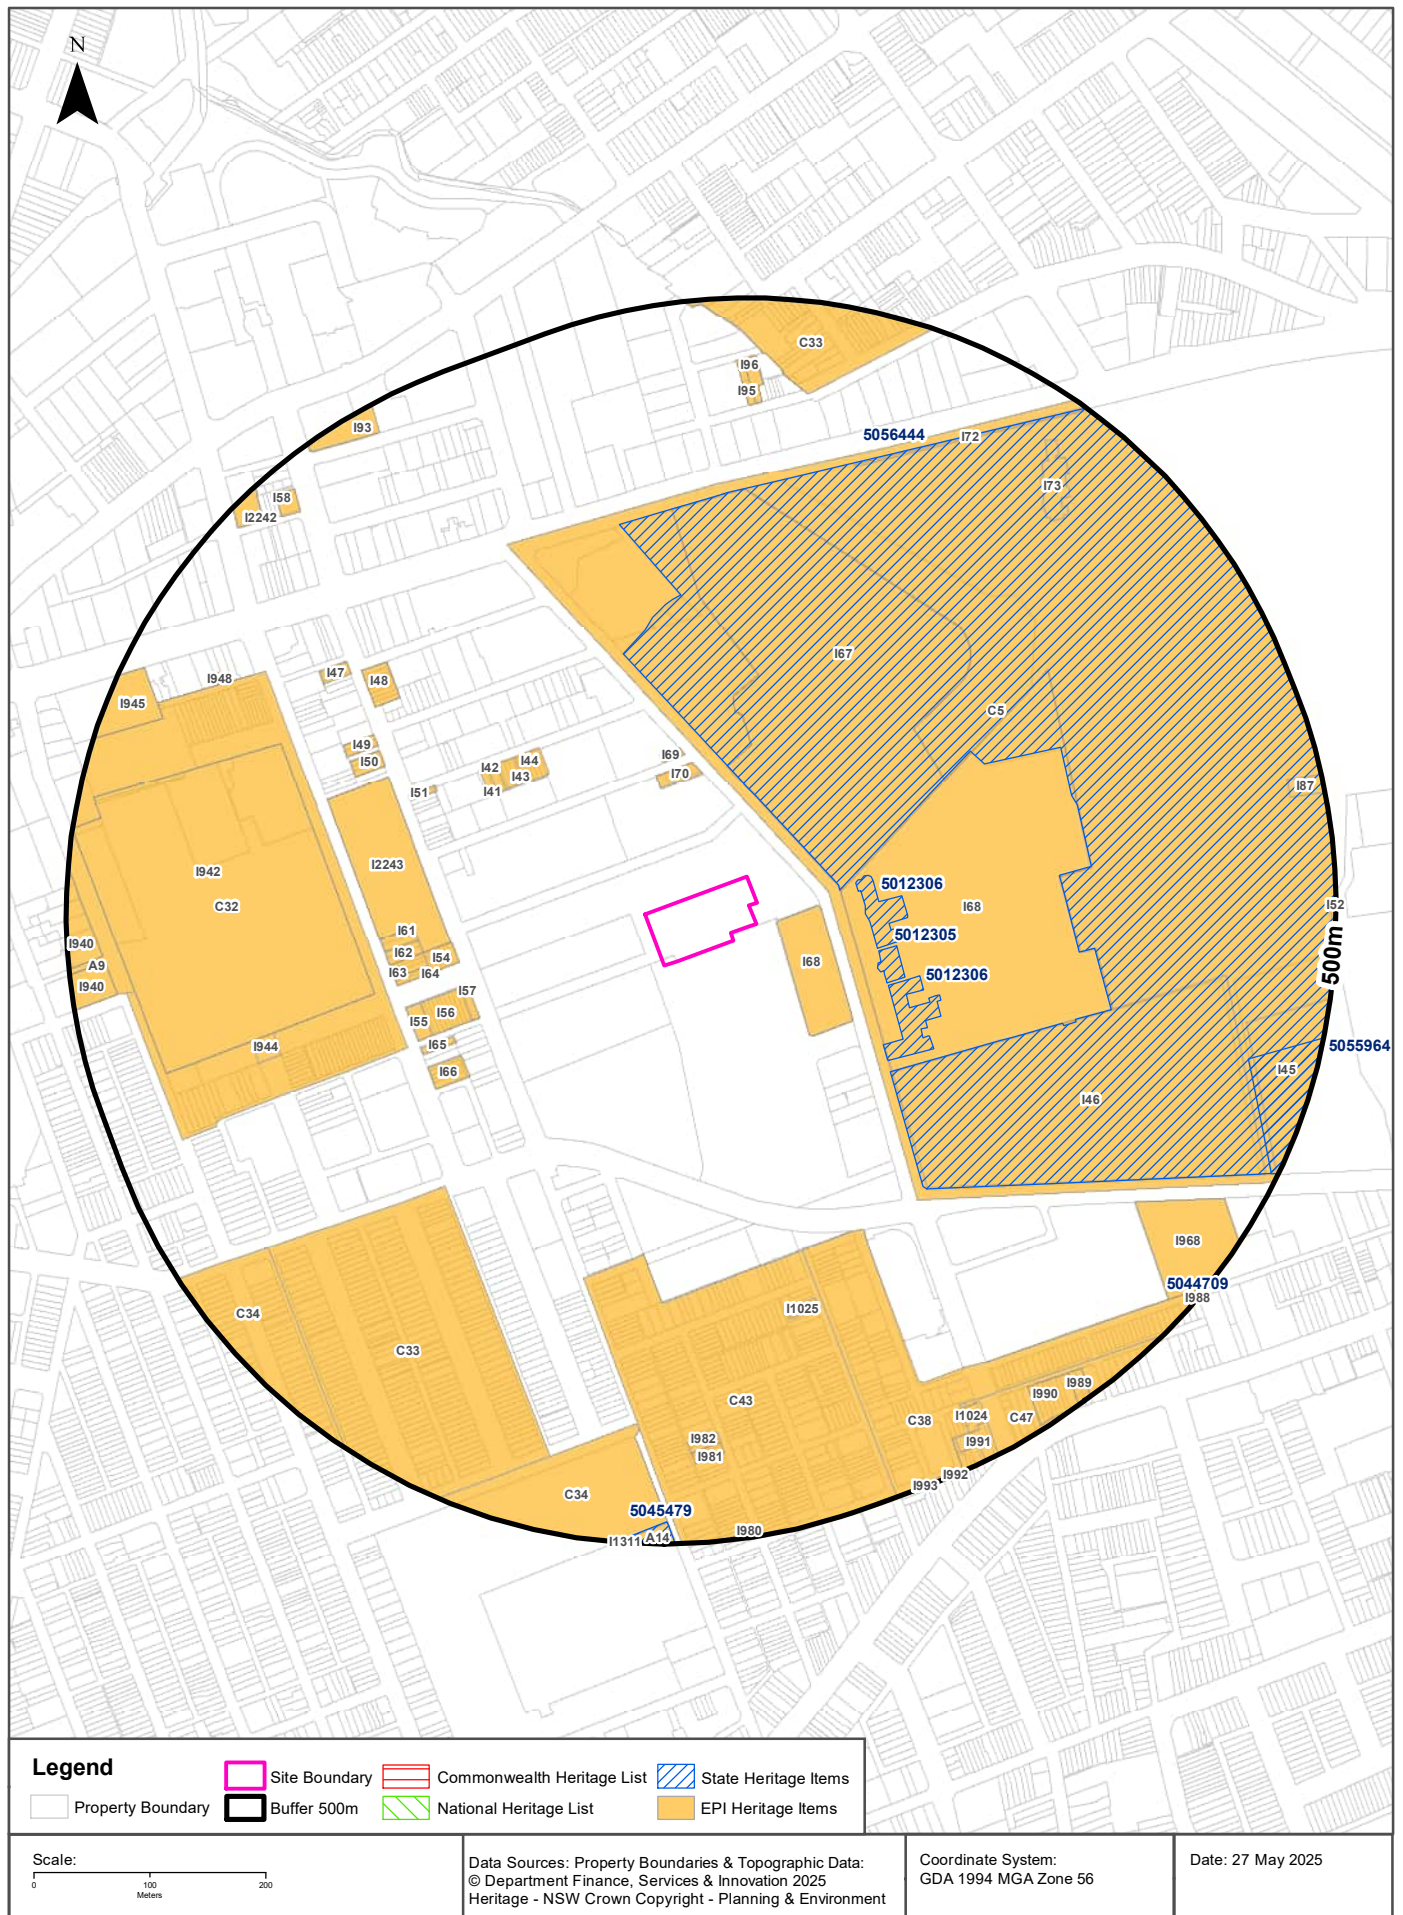 N
C33
I96
I95
I93
5056444
I72
I73
I58
I2242
I67
I47
I48
I948
I945
C5
I49
I50
I69
I70
I42
I44
I43
I41
I51
I87
I2243
I942
C32
5012306
I68
I52
500m
5012305
5012306
I68
I61
I62
I54
I63
I64
I940
A9
I940
I57
I56
I55
I65
I66
I944
5055964
I45
I46
I968
5044709
I988
C34
C33
I1025
C43
I989
I990
I1024
C47
C38
I991
I982
I981
I992
I993
C34
5045479
I1311
A14
I980
Legend
Site Boundary
Commonwealth Heritage List
State Heritage Items
Property Boundary
Buffer 500m
National Heritage List
EPI Heritage Items
Scale:
0 100 200
Meters
Data Sources: Property Boundaries & Topographic Data:
© Department Finance, Services & Innovation 2025
Heritage - NSW Crown Copyright - Planning & Environment
Coordinate System:
GDA 1994 MGA Zone 56
Date: 27 May 2025